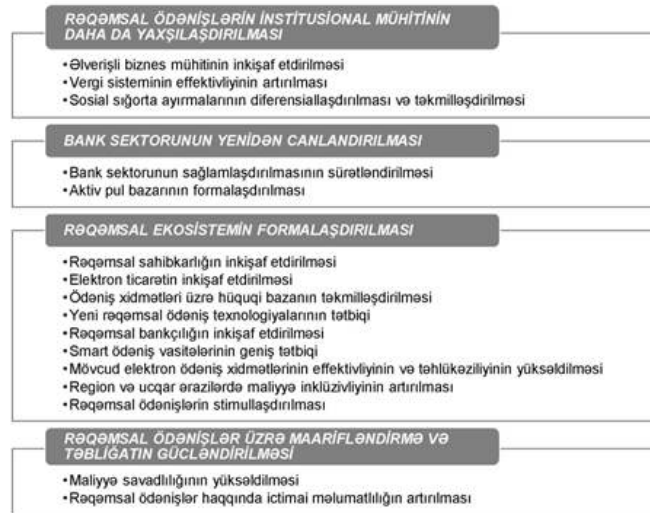 RƏQƏMSAL ÖDƏNİŞLƏRİN İNSTİTUSIONAL MÜHİTİNİN
DAHA DA YAXŞILAŞDIRILMASI
•Əlverişli biznes mühitinin inkişaf etdirilməsi
•Vergi sisteminin effektivliyinin artırılması
•Sosial sığorta ayırmalarının diferensiallaşdırılması və təkmilləşdirilməsi
BANK SEKTORUNUN YENİDƏN CANLANDIRILMASI
•Bank sektorunun sağlamlaşdırılmasının sürətləndirilməsi
•Aktiv pul bazarının formalaşdırılması
RƏQƏMSAL EKOSİSTEMİN FORMALAŞDIRILMASI
•Rəqəmsal sahibkarlığın inkişaf etdirilməsi
•Elektron ticarətin inkişaf etdirilməsi
•Ödəniş xidmətləri üzrə hüquqi bazanın təkmilləşdirilməsi
•Yeni rəqəmsal ödəniş texnologiyalarının tətbiqi
•Rəqəmsal bankçılığın inkişaf etdirilməsi
•Smart ödəniş vasitələrinin geniş tətbiqi
•Mövcud elektron ödəniş xidmətlərinin effektivliyinin və təhlükəziliyinin yüksəldilməsi
•Region və ucqar ərazilərdə maliyyə inklüzivliyinin artırılması
•Rəqəmsal ödənişlərin stimullaşdırılması
RƏQƏMSAL ÖDƏNİŞLƏR ÜZRƏ MAARİFLƏNDİRMƏ VƏ
TƏBLİĞATIN GÜCLƏNDİRİLMƏSİ
•Maliyyə savadlılığının yüksəldilməsi
•Rəqəmsal ödənişlər haqqında ictimai məlumatlılığın artırılması